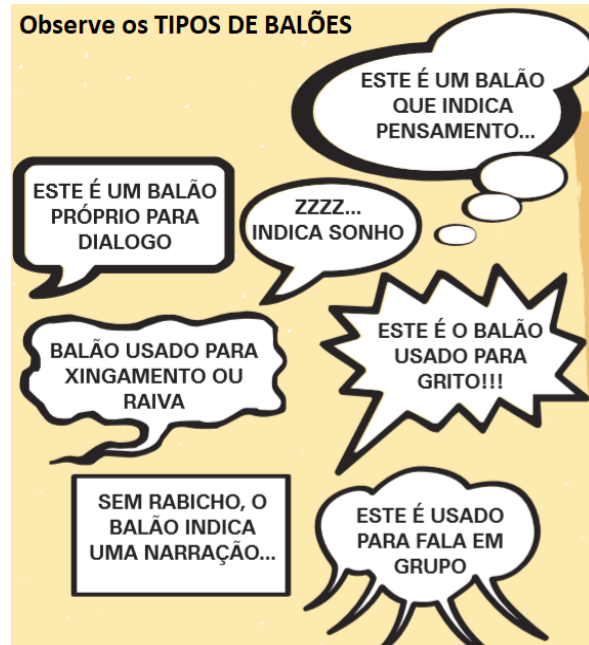 Observe os TIPOS DE BALÕES
ESTE É UM BALÃO
QUE INDICA
PENSAMENTO...
ESTE É UM BALÃO
PRÓPRIO PARA
DIALOGO
ZZZZ...
INDICA SONHO
BALÃO USADO PARA
XINGAMENTO OU
RAIVA
ESTE É O BALÃO
USADO PARA
GRITO!!!
SEM RABICHO, O
BALÃO INDICA
UMA NARRAÇÃO...
ESTE É USADO
PARA FALA EM
GRUPO